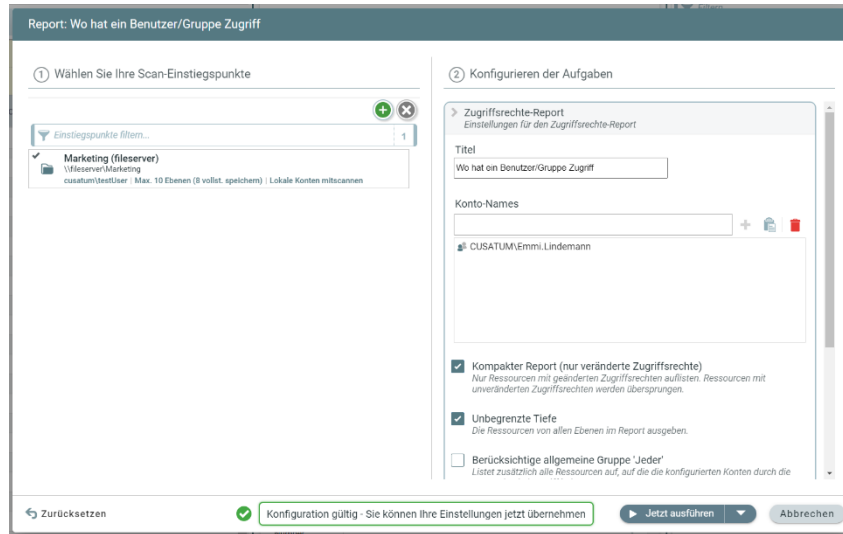 Report: Wo hat ein Benutzer/Gruppe Zugriff
1 Wählen Sie Ihre Scan-Einstiegspunkte
Einstiegspunkte filtern...
1
Marketing (fileserver)
\\fileserver\Marketing
cusatum\testUser | Max. 10 Ebenen (8 vollst. speichern) | Lokale Konten mitscannen
2 Konfigurieren der Aufgaben
Zugriffsrechte-Report
Einstellungen für den Zugriffsrechte-Report
Titel
Wo hat ein Benutzer/Gruppe Zugriff
Konto-Names
CUSATUM\Emmi.Lindemann
Kompakter Report (nur veränderte Zugriffsrechte)
Nur Ressourcen mit geänderten Zugriffsrechten auflisten. Ressourcen mit
unveränderten Zugriffsrechten werden übersprungen.
Unbegrenzte Tiefe
Die Ressourcen von allen Ebenen im Report ausgeben.
Berücksichtige allgemeine Gruppe 'Jeder'
Listet zusätzlich alle Ressourcen auf, auf die die konfigurierten Konten durch die
Zurücksetzen
Konfiguration gültig - Sie können Ihre Einstellungen jetzt übernehmen
Jetzt ausführen
Abbrechen